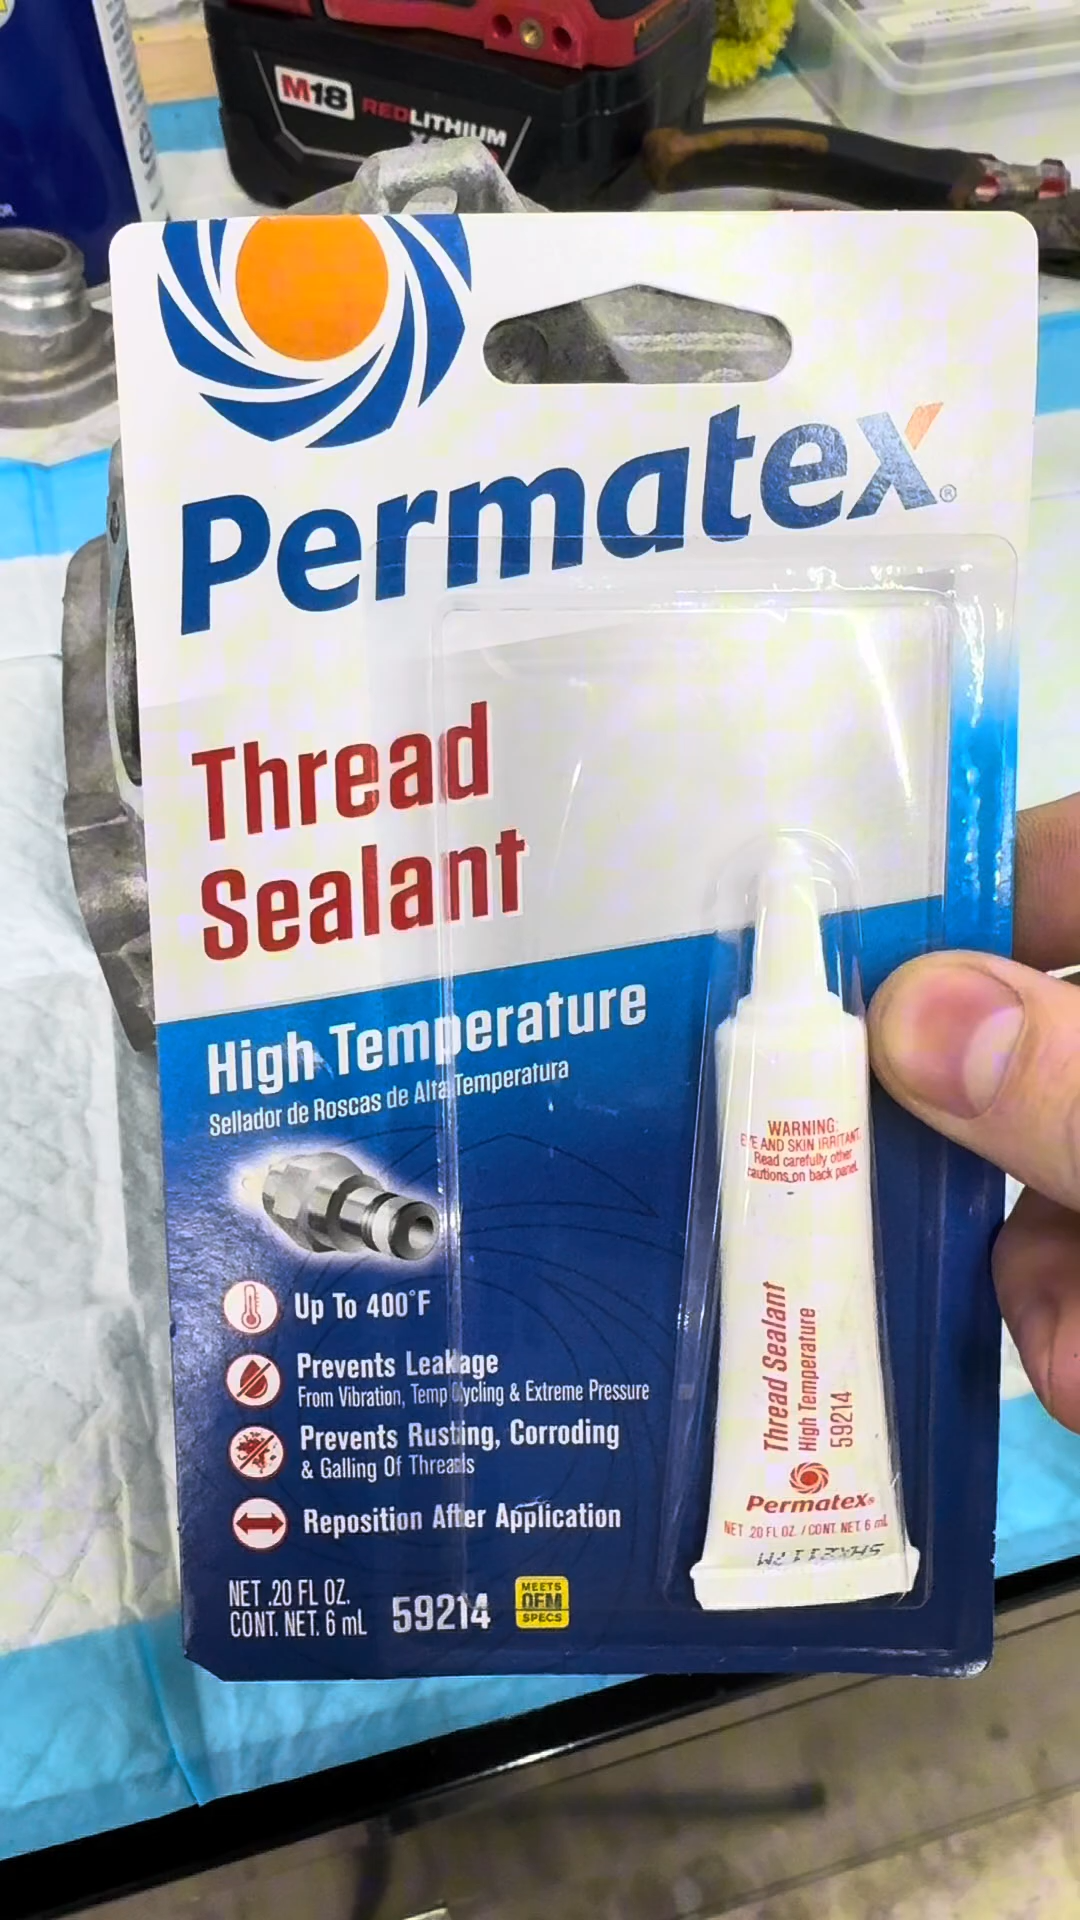 M18 REDLITHIUM
Permatex®
Thread
Sealant
High Temperature
Sellador de Roscas de Alta Temperatura
Up To 400°F
Prevents Leakage
From Vibration, Temp Cycling & Extreme Pressure
Prevents Rusting, Corroding
& Galling Of Threads
Reposition After Application
NET .20 FL OZ.
CONT. NET. 6 mL
59214
MEETS
OEM
SPECS
WARNING:
EYE AND SKIN IRRITANT.
Read carefully other
cautions on back panel.
Thread Sealant
High Temperature
59214
Permatex®
NET .20 FL OZ. / CONT. NET. 6 mL